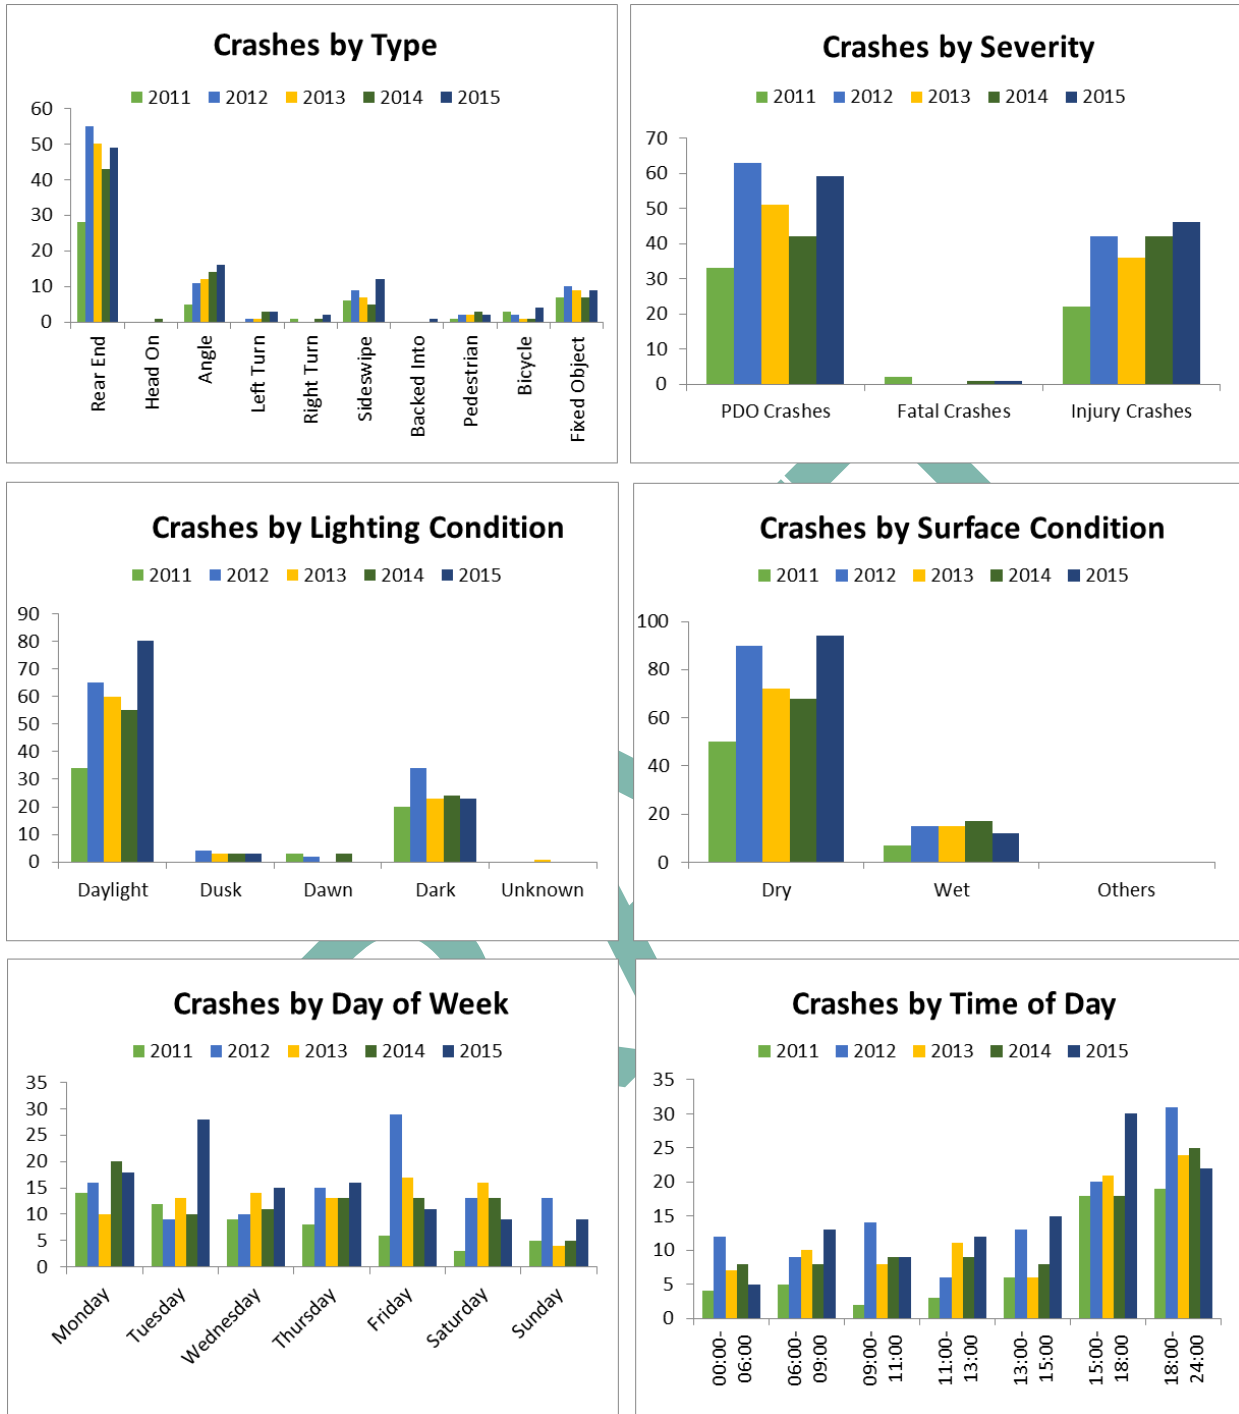 Crashes by Type
2011 2012 2013 2014 2015
60
50
40
30
20
10
0
Rear End
Head On
Angle
Left Turn
Right Turn
Sideswipe
Backed Into
Pedestrian
Bicycle
Fixed Object
Crashes by Severity
2011 2012 2013 2014 2015
70
60
50
40
30
20
10
0
PDO Crashes Fatal Crashes Injury Crashes
Crashes by Lighting Condition
2011 2012 2013 2014 2015
90
80
70
60
50
40
30
20
10
0
Daylight Dusk Dawn Dark Unknown
Crashes by Surface Condition
2011 2012 2013 2014 2015
100
80
60
40
20
0
Dry Wet Others
Crashes by Day of Week
2011 2012 2013 2014 2015
35
30
25
20
15
10
5
0
Monday
Tuesday
Wednesday
Thursday
Friday
Saturday
Sunday
Crashes by Time of Day
2011 2012 2013 2014 2015
35
30
25
20
15
10
5
0
00:00-
06:00
06:00-
09:00
09:00-
11:00
11:00-
13:00
13:00-
15:00
15:00-
18:00
18:00-
24:00